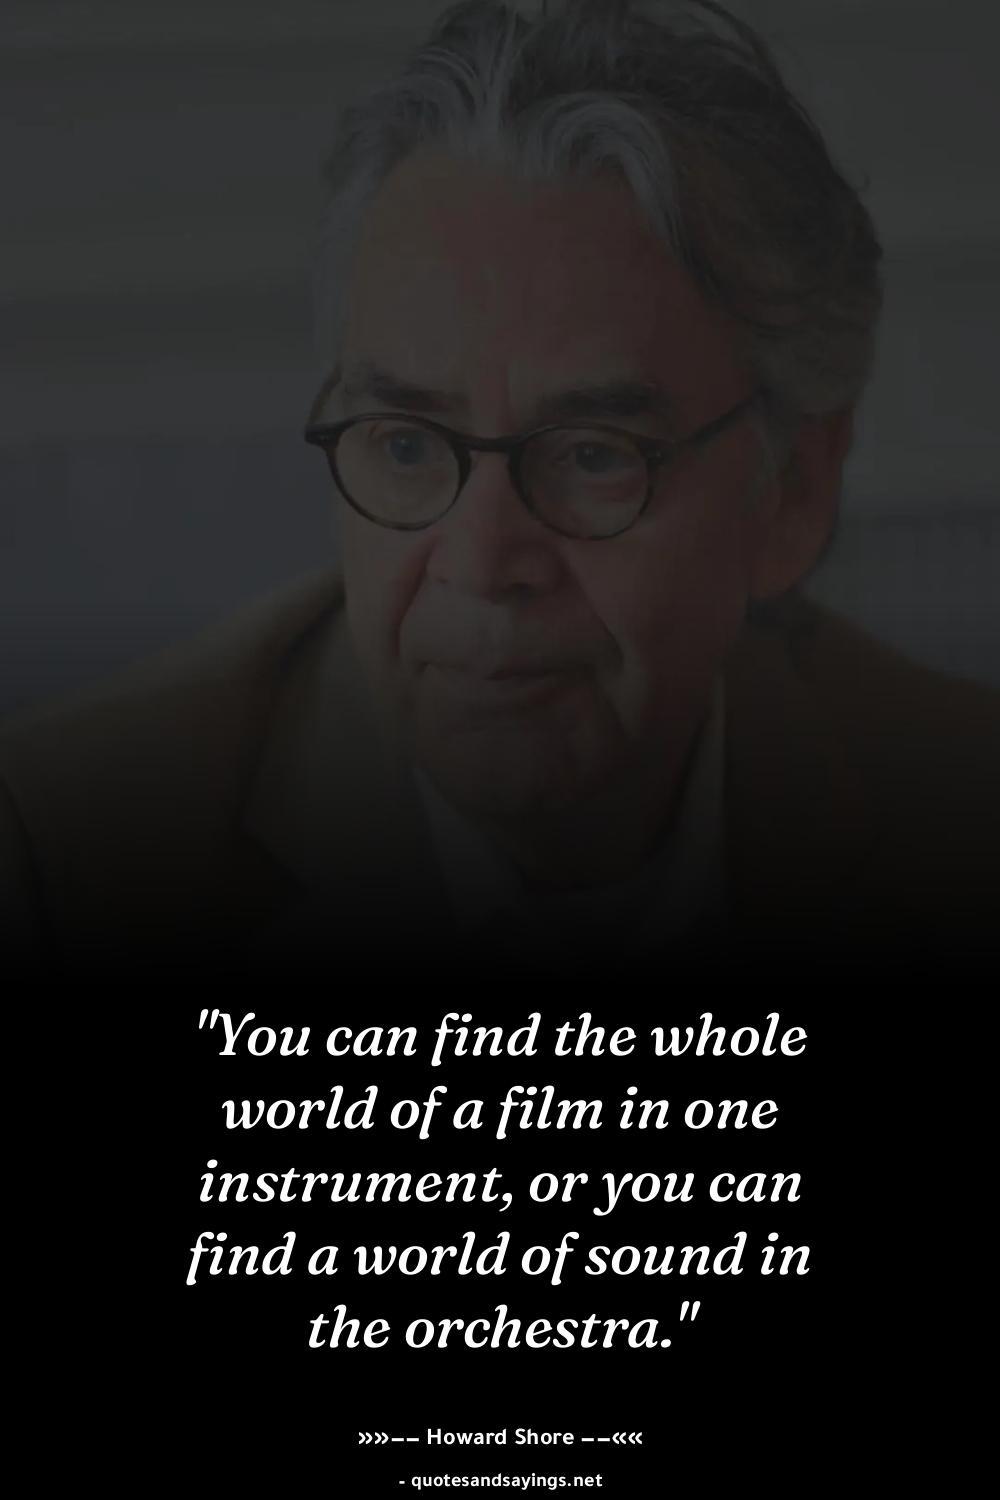 "You can find the whole
world of a film in one
instrument, or you can
find a world of sound in
the orchestra."
»»−− Howard Shore −−««
- quotesandsayings.net